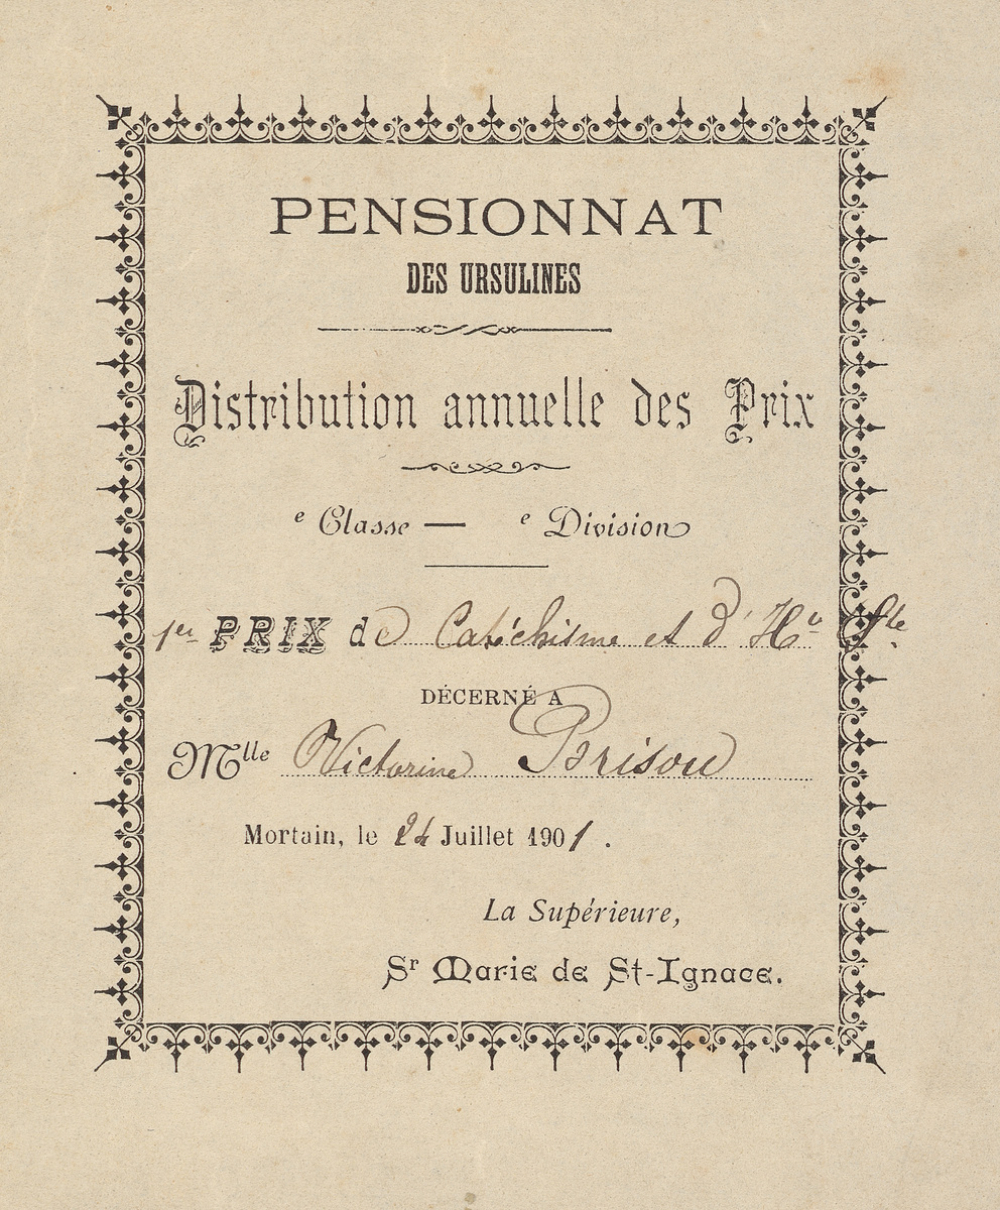 PENSIONNAT
DES URSULINES
Distribution annuelle des Prix
e Classe — e Division
1er PRIX de Catéchisme et d'Hre Ste.
DÉCERNÉ A
Mlle Victorine Brisou
Mortain, le 24 Juillet 1901.
La Supérieure,
Sr Marie de St-Ignace.